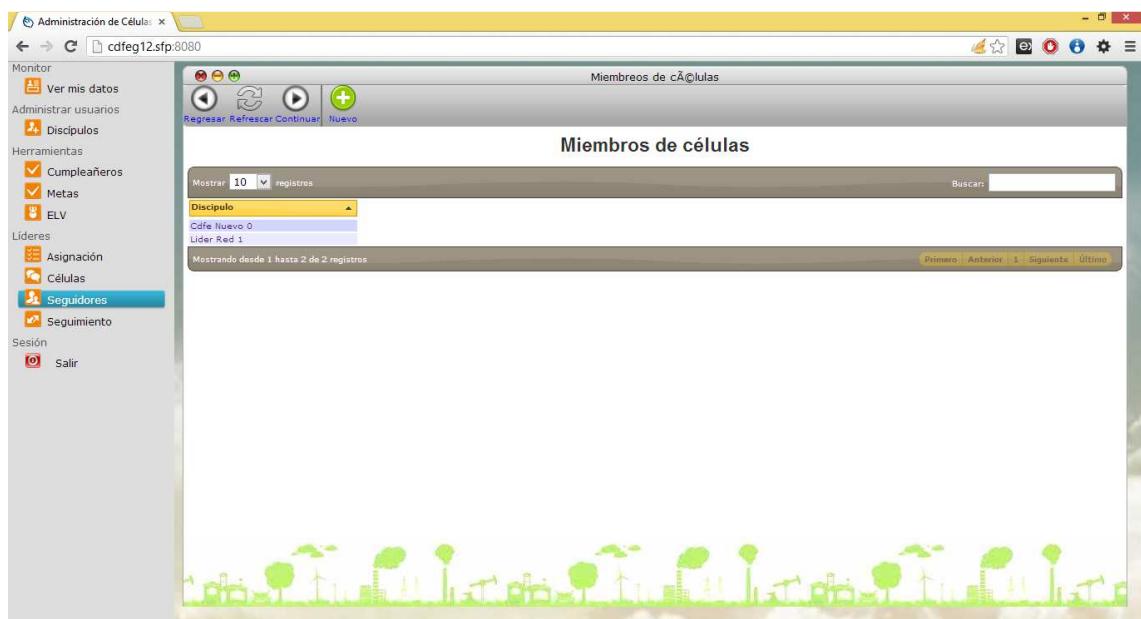 Administración de Células
cdfeg12.sfp:8080
Monitor
Ver mis datos
Administrar usuarios
Discípulos
Herramientas
Cumpleañeros
Metas
ELV
Líderes
Asignación
Células
Seguidores
Seguimiento
Sesión
Salir
Miembreos de cÃ©lulas
Regresar Refrescar Continuar Nuevo
Miembros de células
Mostrar 10 registros Buscar:
Discipulo
Cdfe Nuevo 0
Lider Red 1
Mostrando desde 1 hasta 2 de 2 registros Primero Anterior 1 Siguiente Último